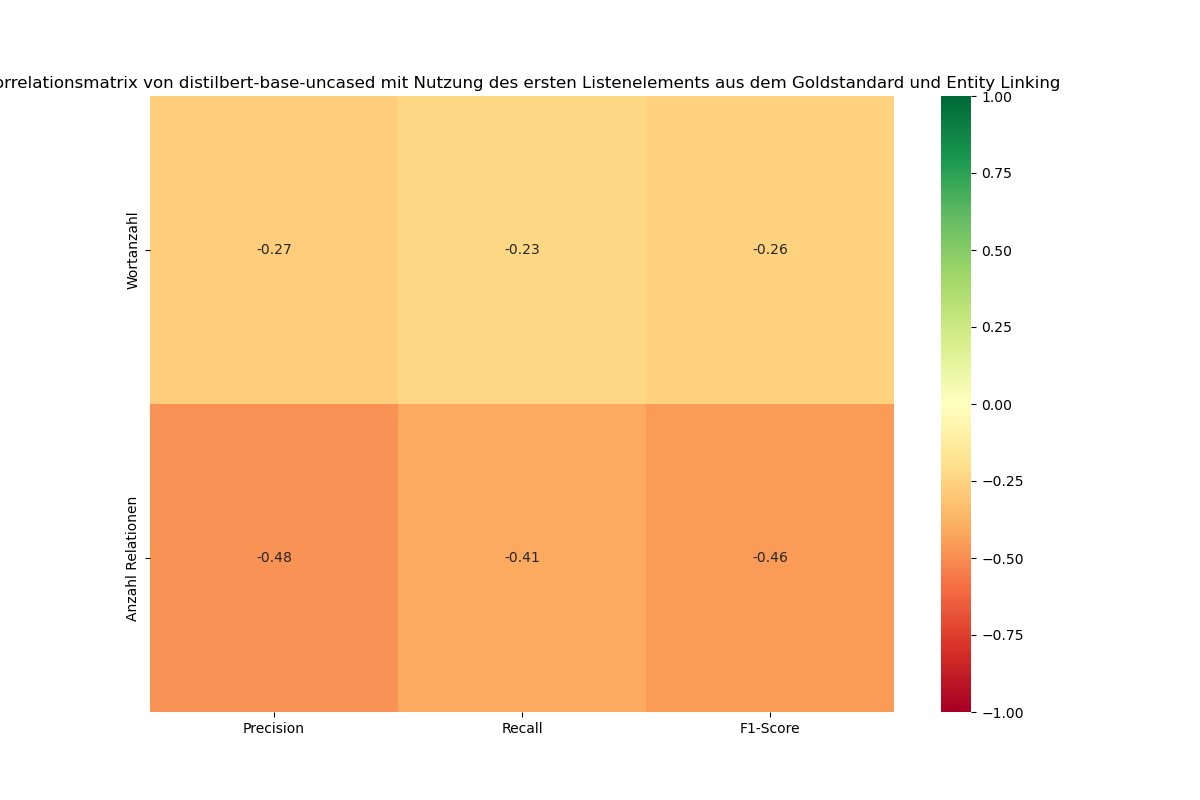 orrelationsmatrix von distilbert-base-uncased mit Nutzung des ersten Listenelements aus dem Goldstandard und Entity Linking
Wortanzahl
-0.27
-0.23
-0.26
Anzahl Relationen
-0.48
-0.41
-0.46
Precision
Recall
F1-Score
1.00
0.75
0.50
0.25
0.00
−0.25
−0.50
−0.75
−1.00